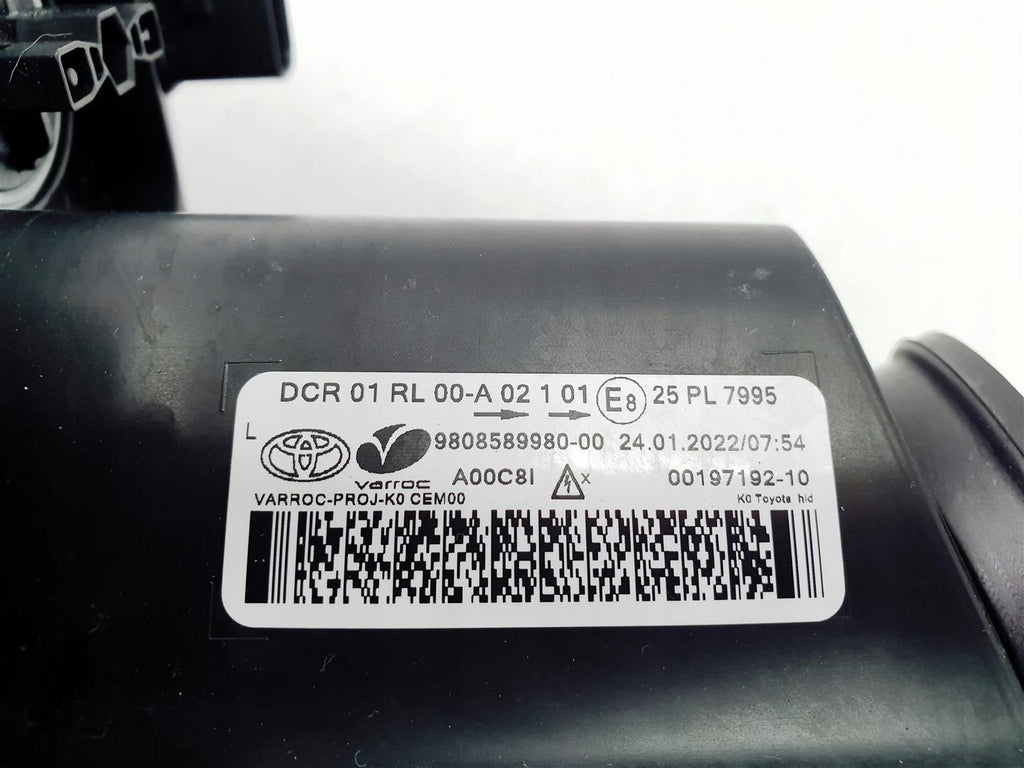 DCR 01 RL 00-A 02 1 01 E8 25 PL 7995
L
9808589980-00 24.01.2022/07:54
varroc A00C8I x 00197192-10
VARROC-PROJ-K0 CEM00 K0 Toyota hid